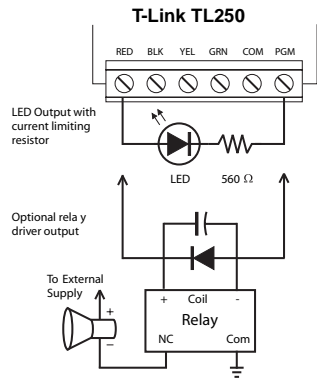 T-Link TL250
RED BLK YEL GRN COM PGM
LED Output with
current limiting
resistor
LED 560 Ω
Optional rela y
driver output
To External
Supply
+ Coil -
+
Relay
–
NC Com